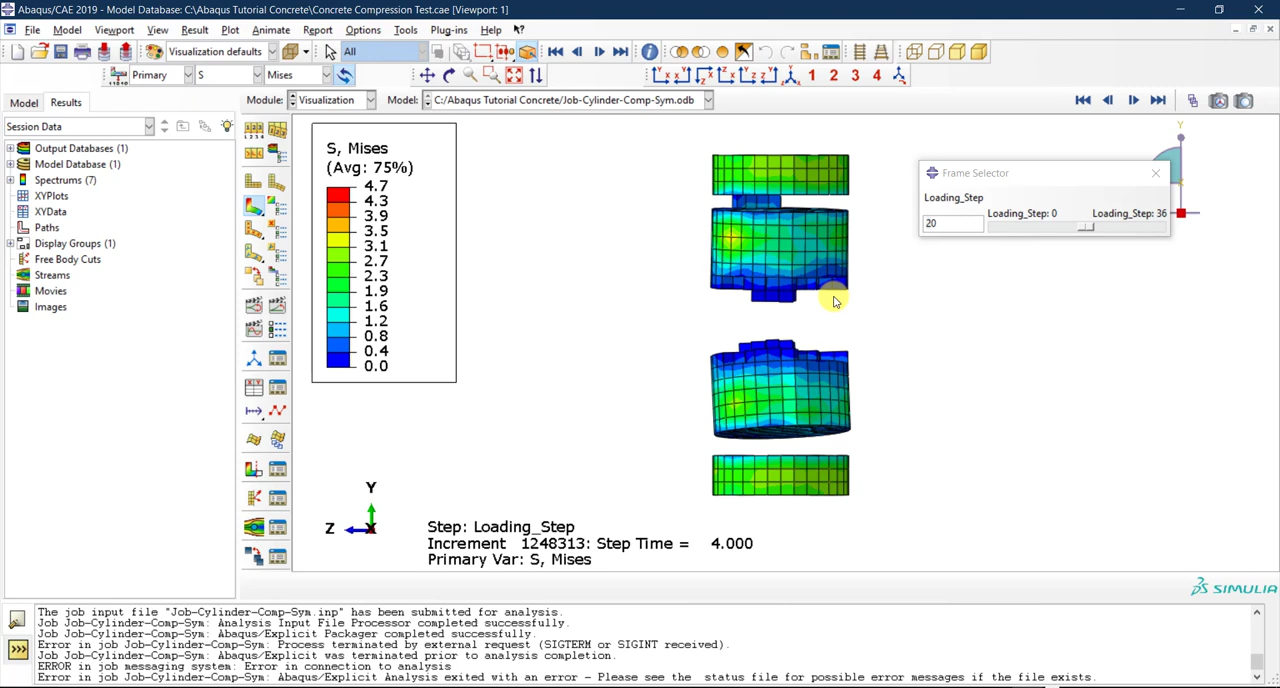 Abaqus/CAE 2019 - Model Database: C:\Abaqus Tutorial Concrete\Concrete Compression Test.cae [Viewport: 1]
File Model Viewport View Result Plot Animate Report Options Tools Plug-ins Help
Visualization defaults All
Primary S Mises 1 2 3 4
Model Results Module: Visualization Model: C:/Abaqus Tutorial Concrete/Job-Cylinder-Comp-Sym.odb
Session Data
Output Databases (1)
Model Database (1)
Spectrums (7)
XYPlots
XYData
Paths
Display Groups (1)
Free Body Cuts
Streams
Movies
Images
S, Mises
(Avg: 75%)
4.7
4.3
3.9
3.5
3.1
2.7
2.3
1.9
1.6
1.2
0.8
0.4
0.0
Y
Frame Selector
Loading_Step
Loading_Step: 0 Loading_Step: 36
20
Y
Z X
Step: Loading_Step
Increment 1248313: Step Time = 4.000
Primary Var: S, Mises
SIMULIA
The job input file "Job-Cylinder-Comp-Sym.inp" has been submitted for analysis.
Job Job-Cylinder-Comp-Sym: Analysis Input File Processor completed successfully.
Job Job-Cylinder-Comp-Sym: Abaqus/Explicit Packager completed successfully.
Error in job Job-Cylinder-Comp-Sym: Process terminated by external request (SIGTERM or SIGINT received).
Job Job-Cylinder-Comp-Sym: Abaqus/Explicit was terminated prior to analysis completion.
ERROR in job messaging system: Error in connection to analysis
Error in job Job-Cylinder-Comp-Sym: Abaqus/Explicit Analysis exited with an error - Please see the status file for possible error messages if the file exists.